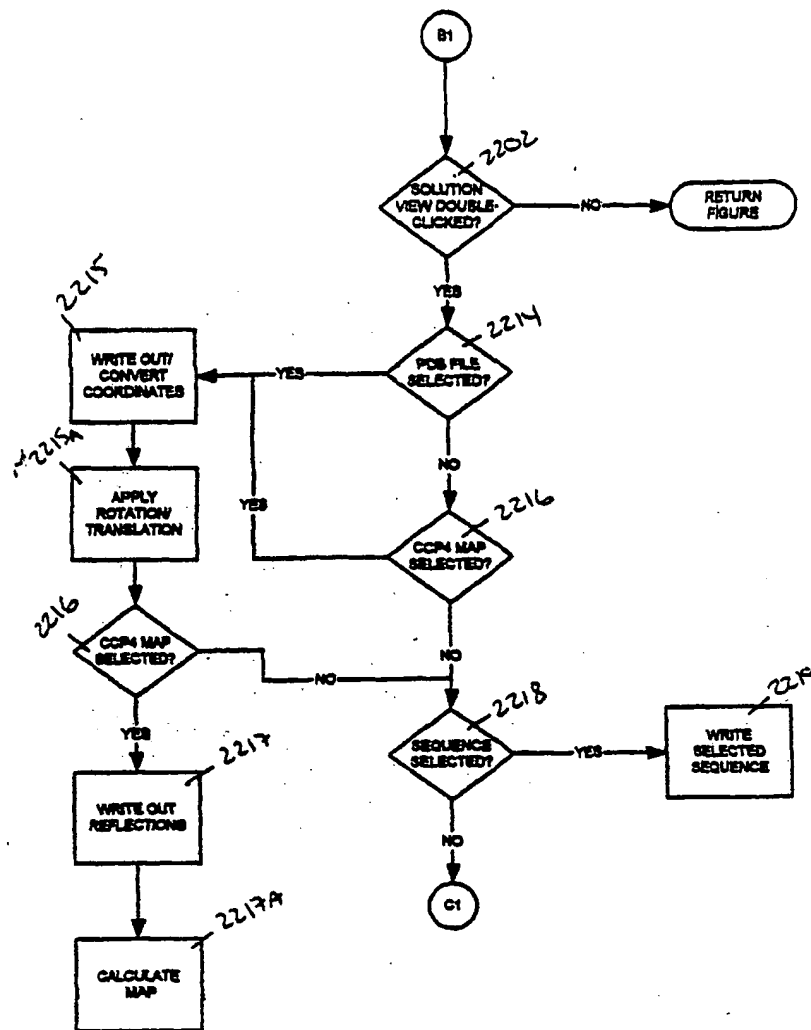 B1
2202
SOLUTION
VIEW DOUBLE-
CLICKED?
NO
RETURN
FIGURE
YES
2215
2214
WRITE OUT/
CONVERT
COORDINATES
YES
PDB FILE
SELECTED?
2215A
NO
APPLY
ROTATION/
TRANSLATION
YES
2216
CCP4 MAP
SELECTED?
2216
CCP4 MAP
SELECTED?
NO
NO
2218
2219
YES
SEQUENCE
SELECTED?
YES
WRITE
SELECTED
SEQUENCE
2217
WRITE OUT
REFLECTIONS
NO
C1
2217A
CALCULATE
MAP